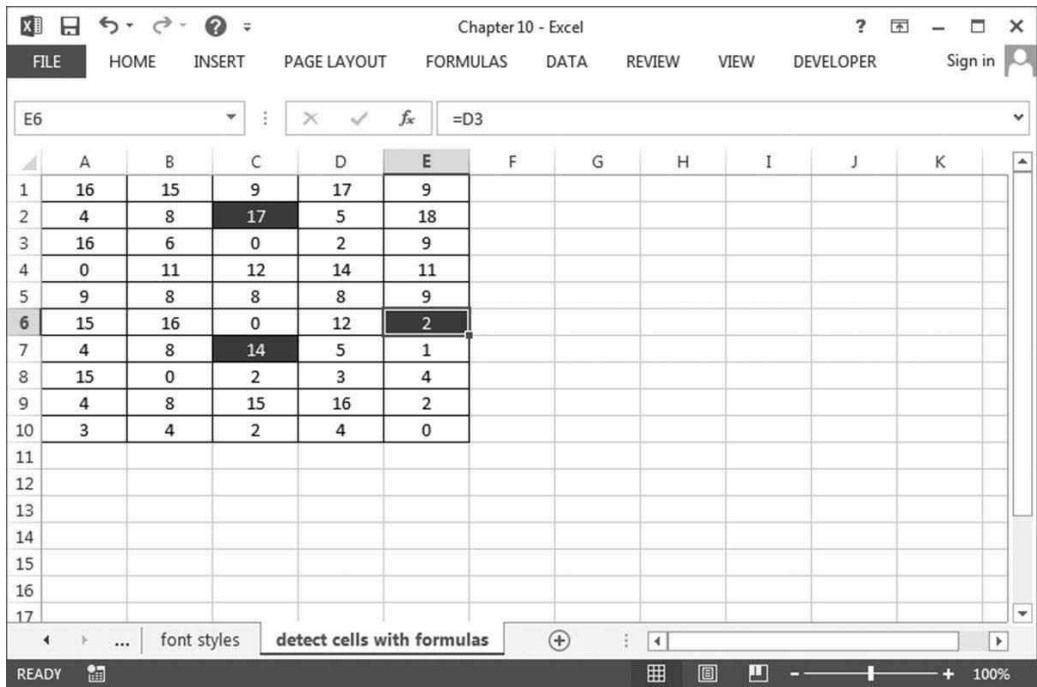 Chapter 10 - Excel
FILE HOME INSERT PAGE LAYOUT FORMULAS DATA REVIEW VIEW DEVELOPER Sign in
E6 fx =D3
A B C D E F G H I J K
1 16 15 9 17 9
2 4 8 17 5 18
3 16 6 0 2 9
4 0 11 12 14 11
5 9 8 8 8 9
6 15 16 0 12 2
7 4 8 14 5 1
8 15 0 2 3 4
9 4 8 15 16 2
10 3 4 2 4 0
11
12
13
14
15
16
17
... font styles detect cells with formulas
READY 100%